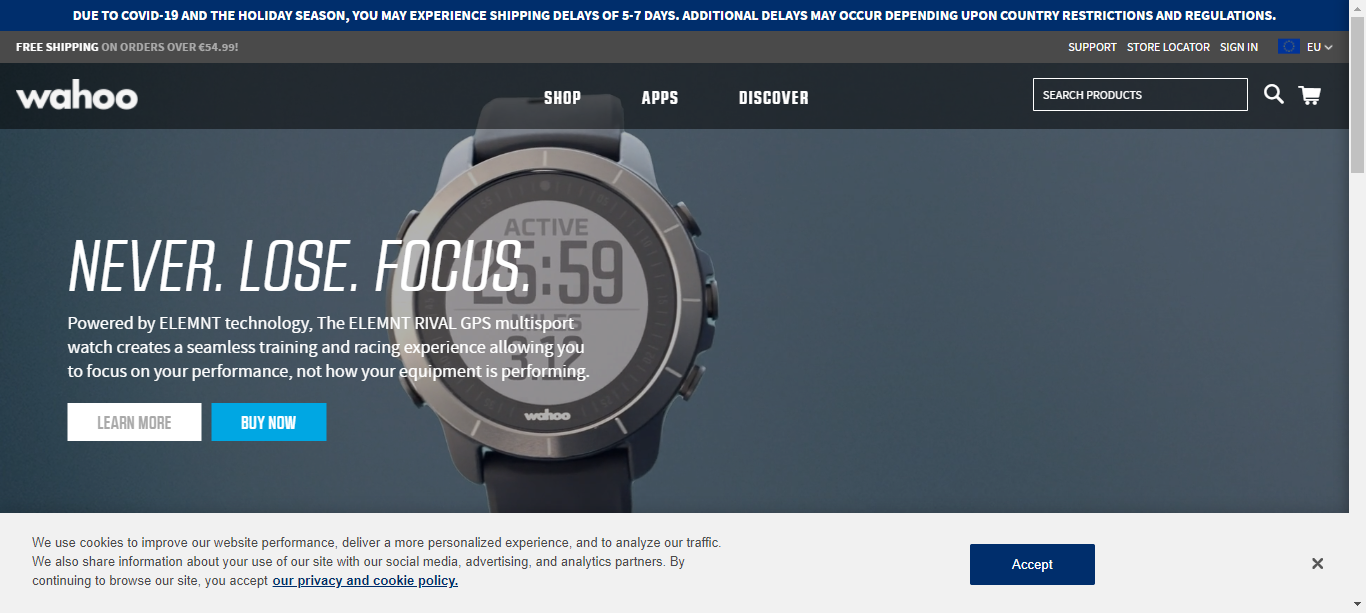 DUE TO COVID-19 AND THE HOLIDAY SEASON, YOU MAY EXPERIENCE SHIPPING DELAYS OF 5-7 DAYS. ADDITIONAL DELAYS MAY OCCUR DEPENDING UPON COUNTRY RESTRICTIONS AND REGULATIONS.
FREE SHIPPING ON ORDERS OVER €54.99! SUPPORT STORE LOCATOR SIGN IN EU
wahoo SHOP APPS DISCOVER SEARCH PRODUCTS
ACTIVE
25:59
MILES
3.12
wahoo
NEVER. LOSE. FOCUS.
Powered by ELEMNT technology, The ELEMNT RIVAL GPS multisport
watch creates a seamless training and racing experience allowing you
to focus on your performance, not how your equipment is performing.
LEARN MORE BUY NOW
We use cookies to improve our website performance, deliver a more personalized experience, and to analyze our traffic.
We also share information about your use of our site with our social media, advertising, and analytics partners. By
continuing to browse our site, you accept our privacy and cookie policy.
Accept